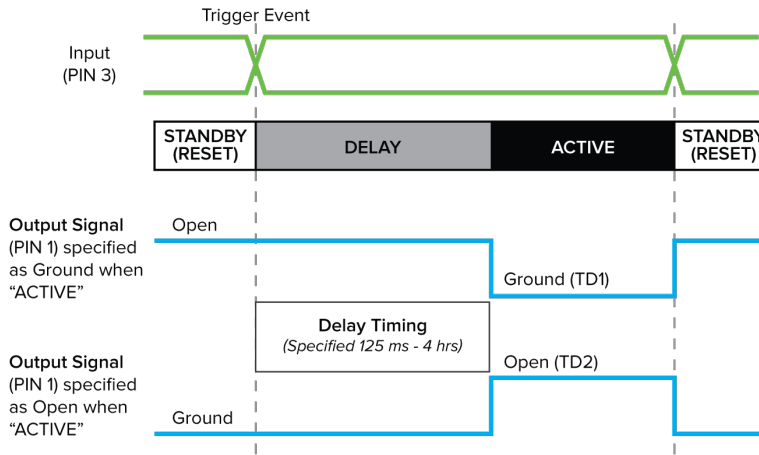 Trigger Event
Input
(PIN 3)
STANDBY
(RESET)
DELAY
ACTIVE
STANDBY
(RESET)
Output Signal
(PIN 1) specified
as Ground when
“ACTIVE”
Open
Ground (TD1)
Delay Timing
(Specified 125 ms - 4 hrs)
Output Signal
(PIN 1) specified
as Open when
“ACTIVE”
Open (TD2)
Ground